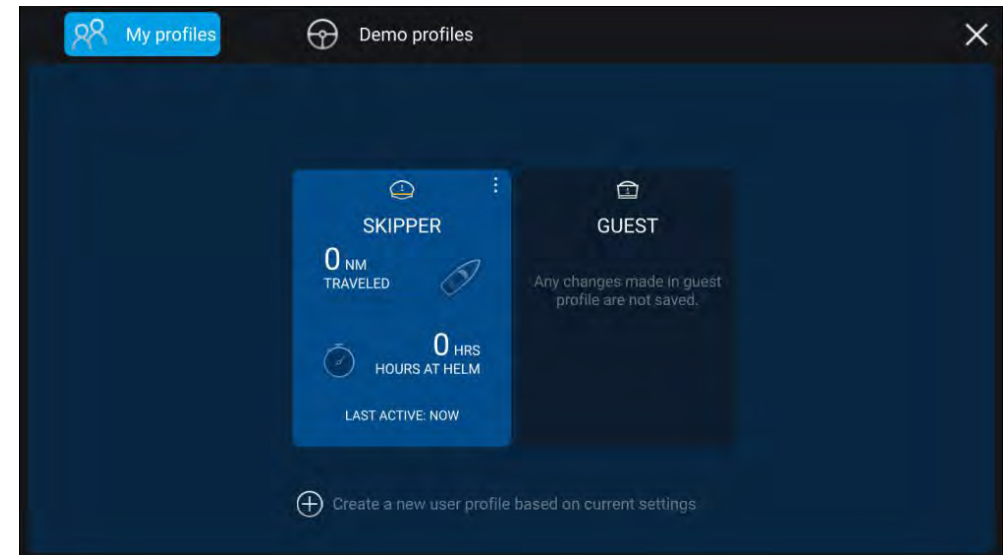 My profiles
Demo profiles
SKIPPER
0 NM
TRAVELED
0 HRS
HOURS AT HELM
LAST ACTIVE: NOW
GUEST
Any changes made in guest
profile are not saved.
Create a new user profile based on current settings